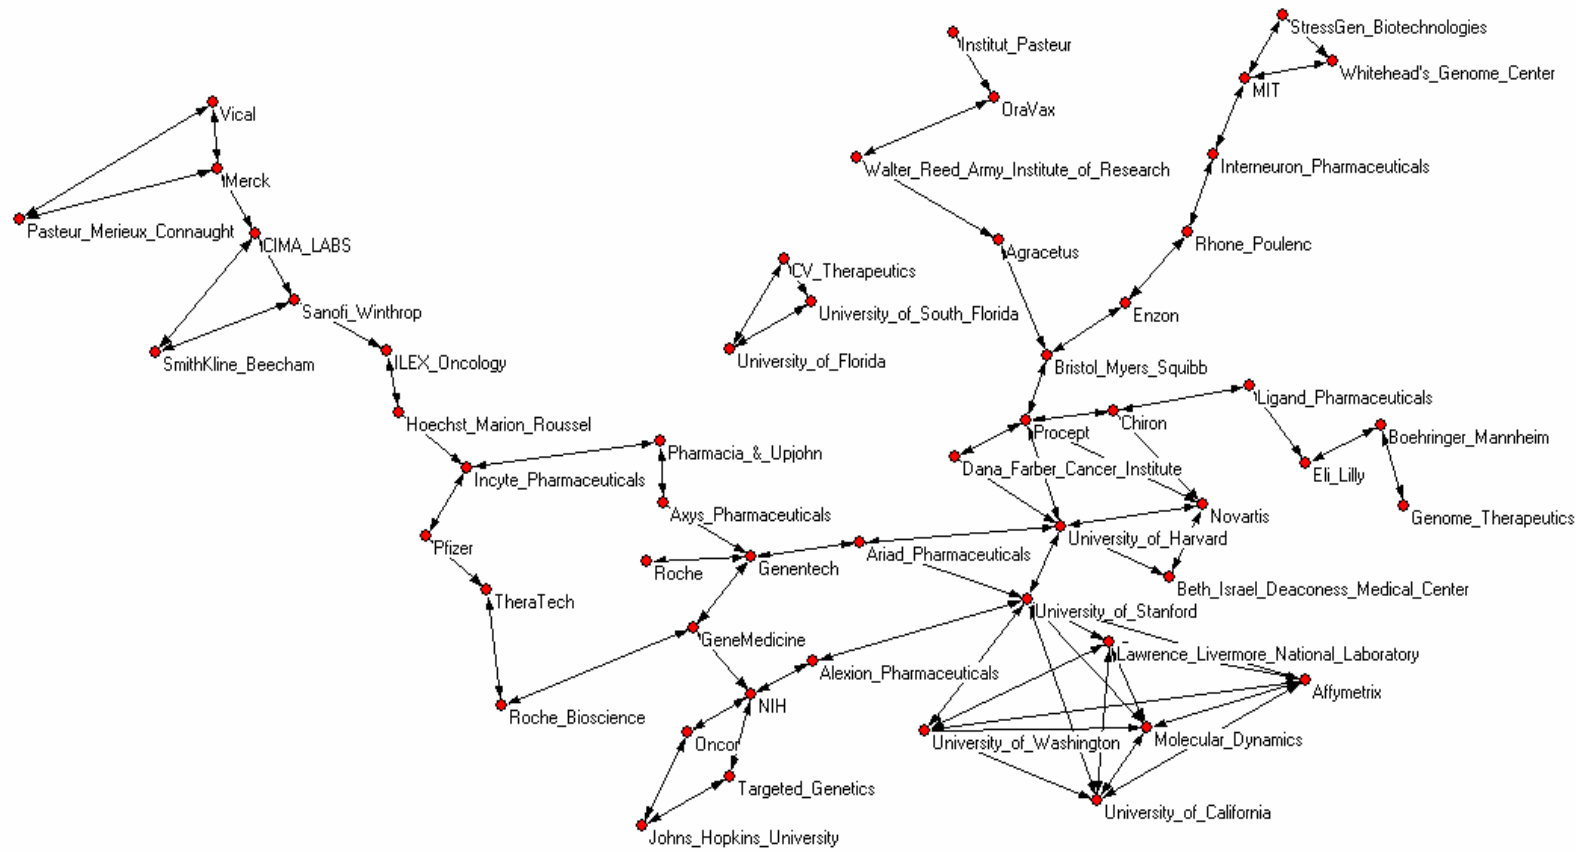 StressGen_Biotechnologies
Institut_Pasteur
Whitehead's_Genome_Center
MIT
OraVax
Vical
Interneuron_Pharmaceuticals
Walter_Reed_Army_Institute_of_Research
Merck
Pasteur_Merieux_Connaught
CIMA_LABS
Rhone_Poulenc
Agracetus
CV_Therapeutics
Sanofi_Winthrop
University_of_South_Florida
Enzon
SmithKline_Beecham
ILEX_Oncology
University_of_Florida
Bristol_Myers_Squibb
Ligand_Pharmaceuticals
Hoechst_Marion_Roussel
Procept
Chiron
Boehringer_Mannheim
Pharmacia_&_Upjohn
Dana_Farber_Cancer_Institute
Eli_Lilly
Incyte_Pharmaceuticals
Axys_Pharmaceuticals
Novartis
Genome_Therapeutics
University_of_Harvard
Pfizer
Ariad_Pharmaceuticals
Roche
Genentech
Beth_Israel_Deaconess_Medical_Center
TheraTech
University_of_Stanford
GeneMedicine
Lawrence_Livermore_National_Laboratory
Alexion_Pharmaceuticals
Affymetrix
NIH
Roche_Bioscience
Oncor
University_of_Washington
Molecular_Dynamics
Targeted_Genetics
University_of_California
Johns_Hopkins_University